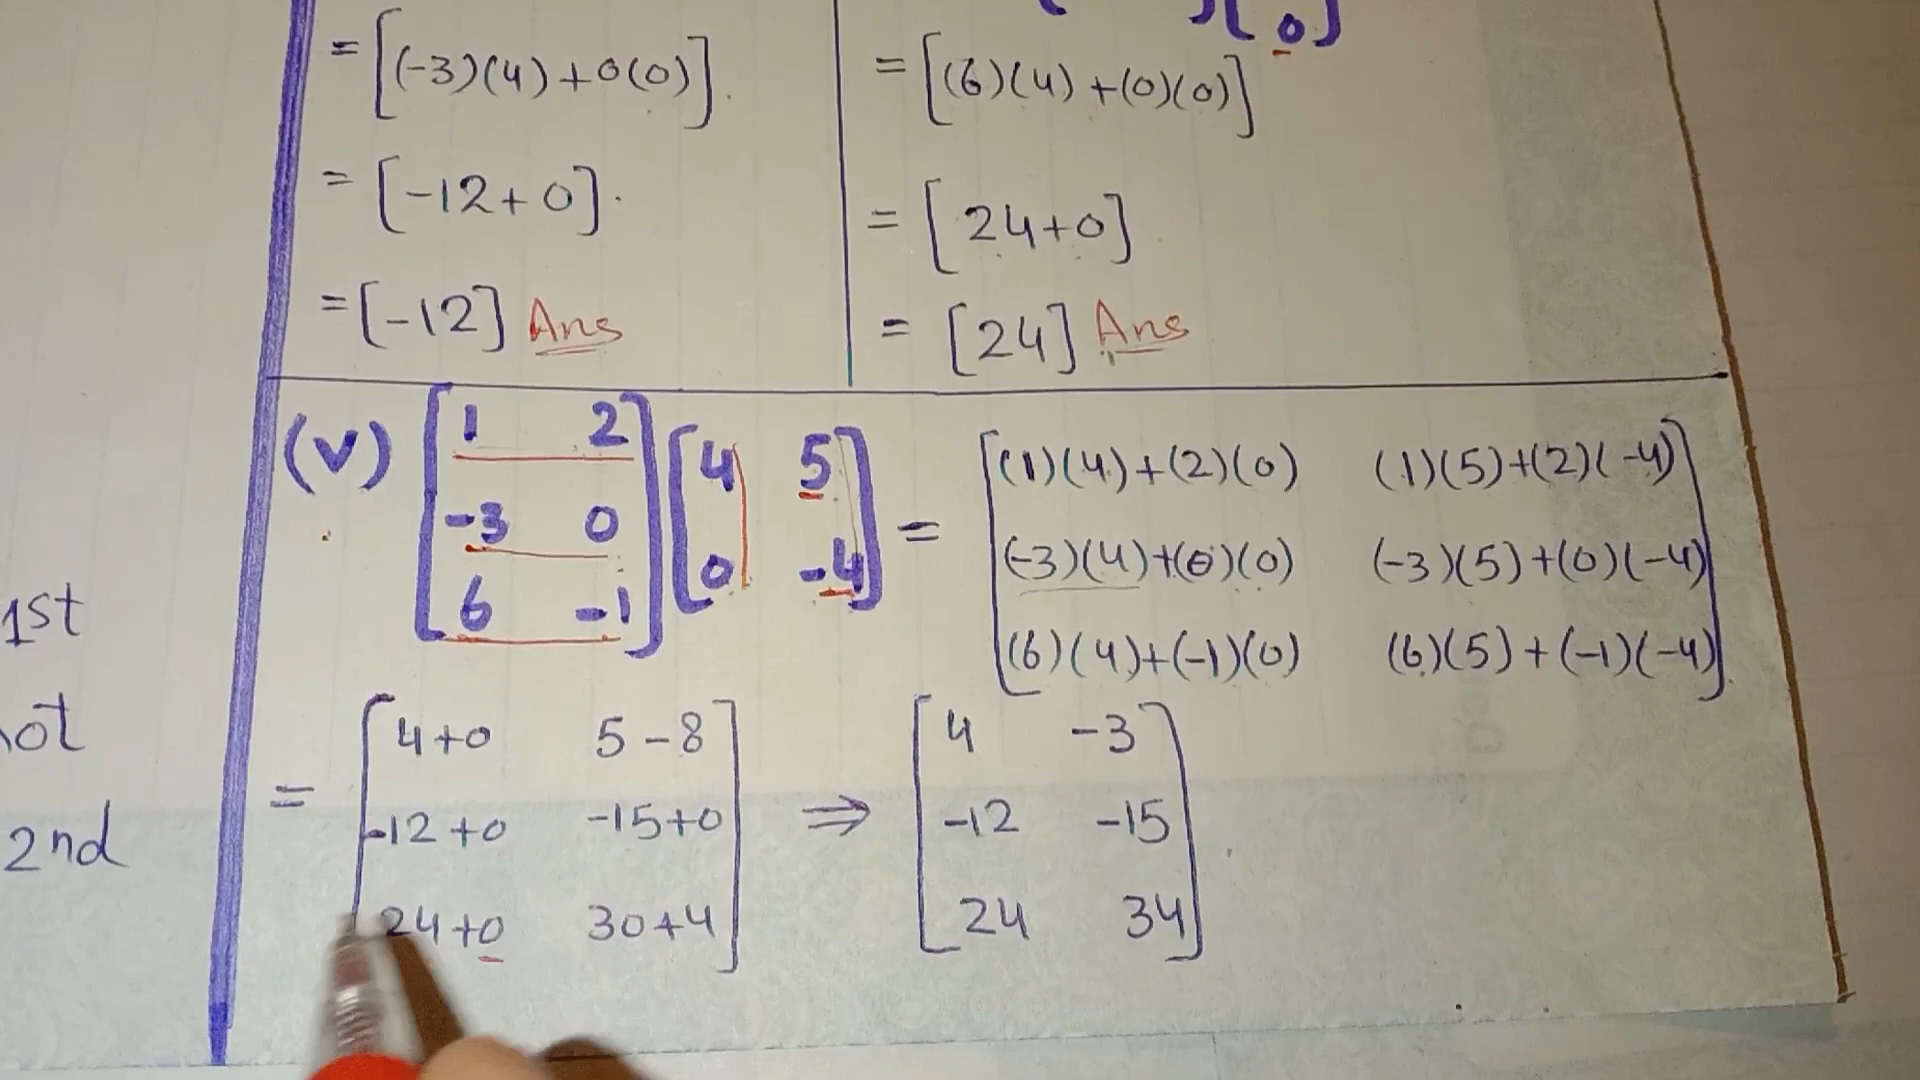 0
= [(-3)(4)+0(0)].
= [-12+0].
= [-12] Ans
= [(6)(4)+(0)(0)]
= [24+0]
= [24] Ans
(v) [1 2] [4 5] = [(1)(4)+(2)(0) (1)(5)+(2)(-4)]
[-3 0] [0 -4] [(-3)(4)+(0)(0) (-3)(5)+(0)(-4)]
[6 -1] [(6)(4)+(-1)(0) (6)(5)+(-1)(-4)]
= [4+0 5-8] ⇒ [4 -3]
[-12+0 -15+0] [-12 -15]
[24+0 30+4] [24 34]
1st
not
2nd